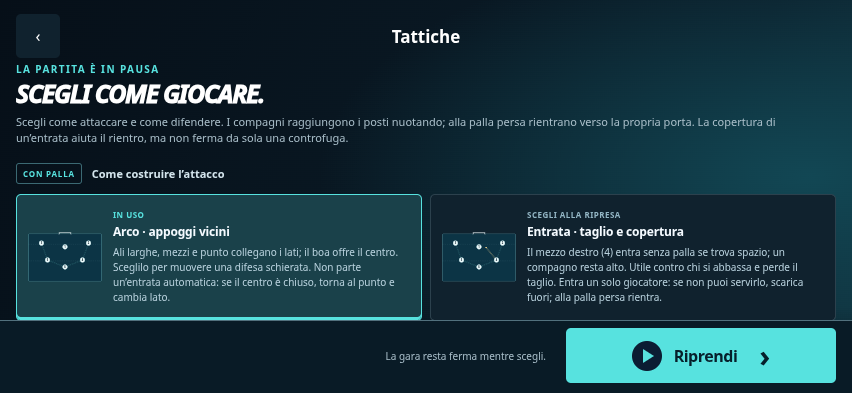 ‹
Tattiche
LA PARTITA È IN PAUSA
SCEGLI COME GIOCARE.
Scegli come attaccare e come difendere. I compagni raggiungono i posti nuotando; alla palla persa rientrano verso la propria porta. La copertura di
un’entrata aiuta il rientro, ma non ferma da sola una controfuga.
CON PALLA
Come costruire l’attacco
IN USO
Arco · appoggi vicini
Ali larghe, mezzi e punto collegano i lati; il boa offre il centro.
Sceglilo per muovere una difesa schierata. Non parte
un’entrata automatica: se il centro è chiuso, torna al punto e
cambia lato.
SCEGLI ALLA RIPRESA
Entrata · taglio e copertura
Il mezzo destro (4) entra senza palla se trova spazio; un
compagno resta alto. Utile contro chi si abbassa e perde il
taglio. Entra un solo giocatore: se non puoi servirlo, scarica
fuori; alla palla persa rientra.
La gara resta ferma mentre scegli.
Riprendi ›